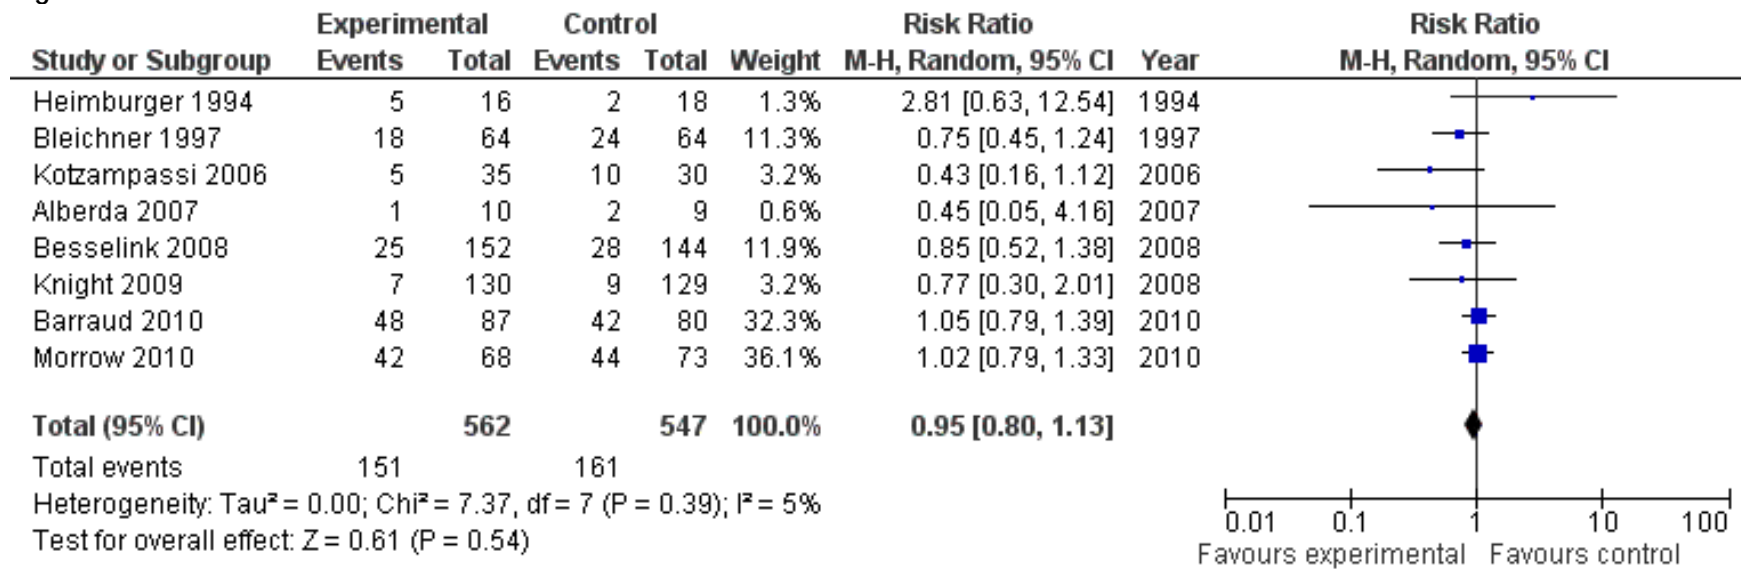 Experimental Control Risk Ratio Risk Ratio
Study or Subgroup Events Total Events Total Weight M-H, Random, 95% CI Year M-H, Random, 95% CI
Heimburger 1994 5 16 2 18 1.3% 2.81 [0.63, 12.54] 1994
Bleichner 1997 18 64 24 64 11.3% 0.75 [0.45, 1.24] 1997
Kotzampassi 2006 5 35 10 30 3.2% 0.43 [0.16, 1.12] 2006
Alberda 2007 1 10 2 9 0.6% 0.45 [0.05, 4.16] 2007
Besselink 2008 25 152 28 144 11.9% 0.85 [0.52, 1.38] 2008
Knight 2009 7 130 9 129 3.2% 0.77 [0.30, 2.01] 2008
Barraud 2010 48 87 42 80 32.3% 1.05 [0.79, 1.39] 2010
Morrow 2010 42 68 44 73 36.1% 1.02 [0.79, 1.33] 2010
Total (95% CI) 562 547 100.0% 0.95 [0.80, 1.13]
Total events 151 161
Heterogeneity: Tau² = 0.00; Chi² = 7.37, df = 7 (P = 0.39); I² = 5%
Test for overall effect: Z = 0.61 (P = 0.54)
0.01 0.1 1 10 100
Favours experimental Favours control